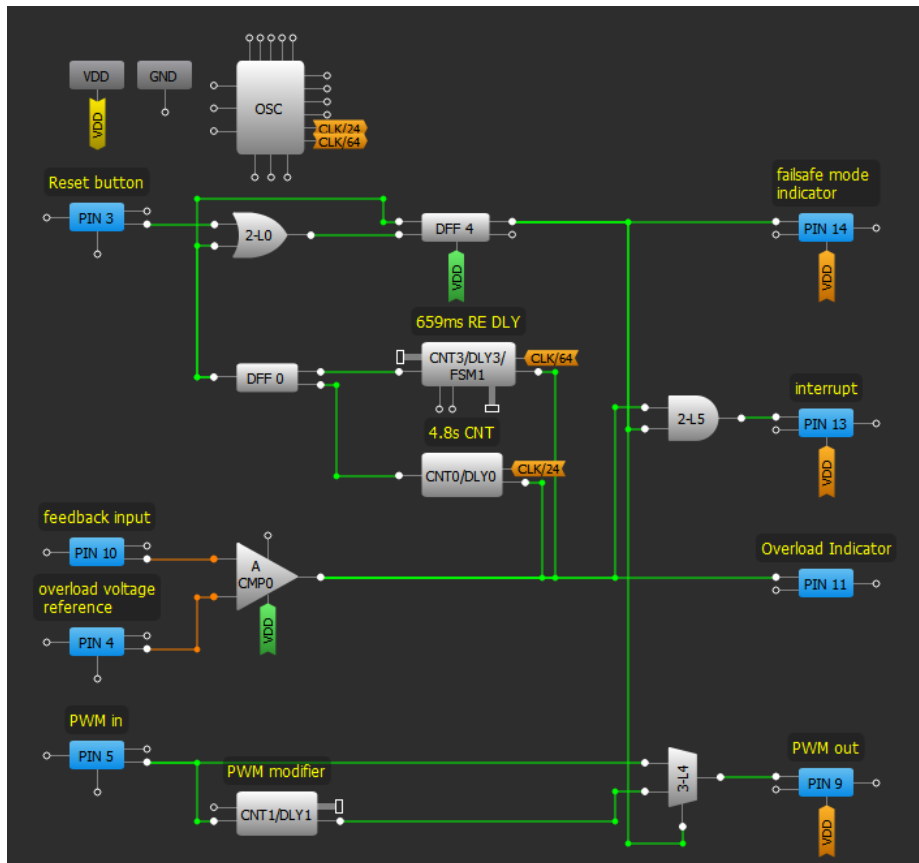 VDD
GND
VDD
OSC
CLK/24
CLK/64
Reset button
PIN 3
2-L0
DFF 4
VDD
failsafe mode
indicator
PIN 14
VDD
659ms RE DLY
DFF 0
CNT3/DLY3/
FSM1
CLK/64
4.8s CNT
CNT0/DLY0
CLK/24
2-L5
interrupt
PIN 13
VDD
feedback input
PIN 10
A
CMP0
VDD
overload voltage
reference
PIN 4
Overload Indicator
PIN 11
PWM in
PIN 5
PWM modifier
CNT1/DLY1
3-L4
PWM out
PIN 9
VDD